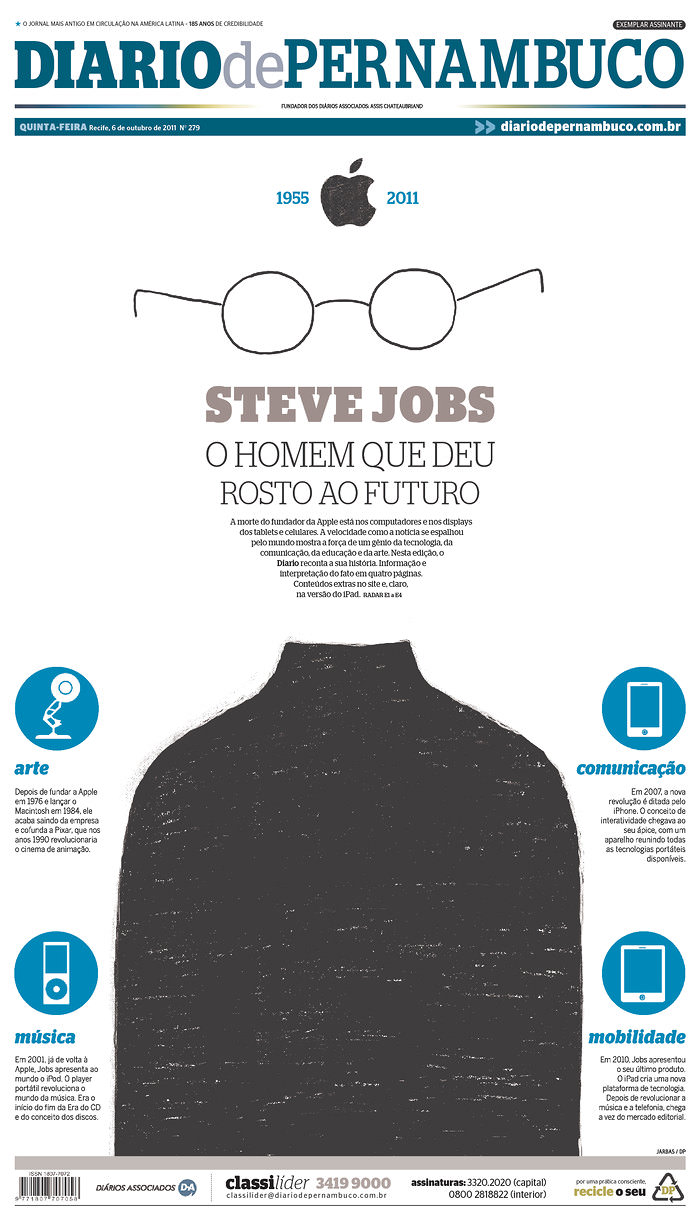 ★ O JORNAL MAIS ANTIGO EM CIRCULAÇÃO NA AMÉRICA LATINA - 185 ANOS DE CREDIBILIDADE
EXEMPLAR ASSINANTE
DIARIOdePERNAMBUCO
FUNDADOR DOS DIÁRIOS ASSOCIADOS: ASSIS CHATEAUBRIAND
QUINTA-FEIRA Recife, 6 de outubro de 2011 Nº 279
>> diariodepernambuco.com.br
1955
2011
STEVE JOBS
O HOMEM QUE DEU
ROSTO AO FUTURO
A morte do fundador da Apple está nos computadores e nos displays
dos tablets e celulares. A velocidade como a notícia se espalhou
pelo mundo mostra a força de um gênio da tecnologia, da
comunicação, da educação e da arte. Nesta edição, o
Diario reconta a sua história. Informação e
interpretação do fato em quatro páginas.
Conteúdos extras no site e, claro,
na versão do iPad. RADAR E1 a E4
arte
Depois de fundar a Apple
em 1976 e lançar o
Macintosh em 1984, ele
acaba saindo da empresa
e cofunda a Pixar, que nos
anos 1990 revolucionaria
o cinema de animação.
comunicação
Em 2007, a nova
revolução é ditada pelo
iPhone. O conceito de
interatividade chegava ao
seu ápice, com um
aparelho reunindo todas
as tecnologias portáteis
disponíveis.
música
Em 2001, já de volta à
Apple, Jobs apresenta ao
mundo o iPod. O player
portátil revoluciona o
mundo da música. Era o
início do fim da Era do CD
e do conceito dos discos.
mobilidade
Em 2010, Jobs apresentou
o seu último produto.
O iPad cria uma nova
plataforma de tecnologia.
Depois de revolucionar a
música e a telefonia, chega
a vez do mercado editorial.
JARBAS / DP
ISSN 1837-7072
9 771807 707058
DIÁRIOS ASSOCIADOS DA
classilíder 3419 9000
classilider@diariodepernambuco.com.br
assinaturas: 3320.2020 (capital)
0800 2818822 (interior)
por uma prática consciente,
recicle o seu
DP